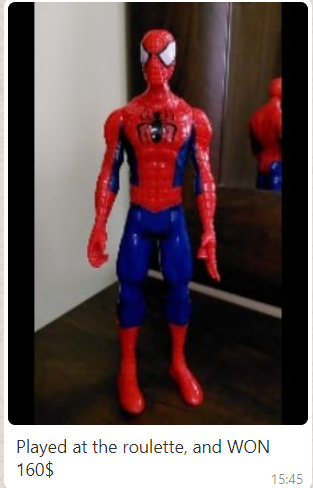 Played at the roulette, and WON
160$
15:45